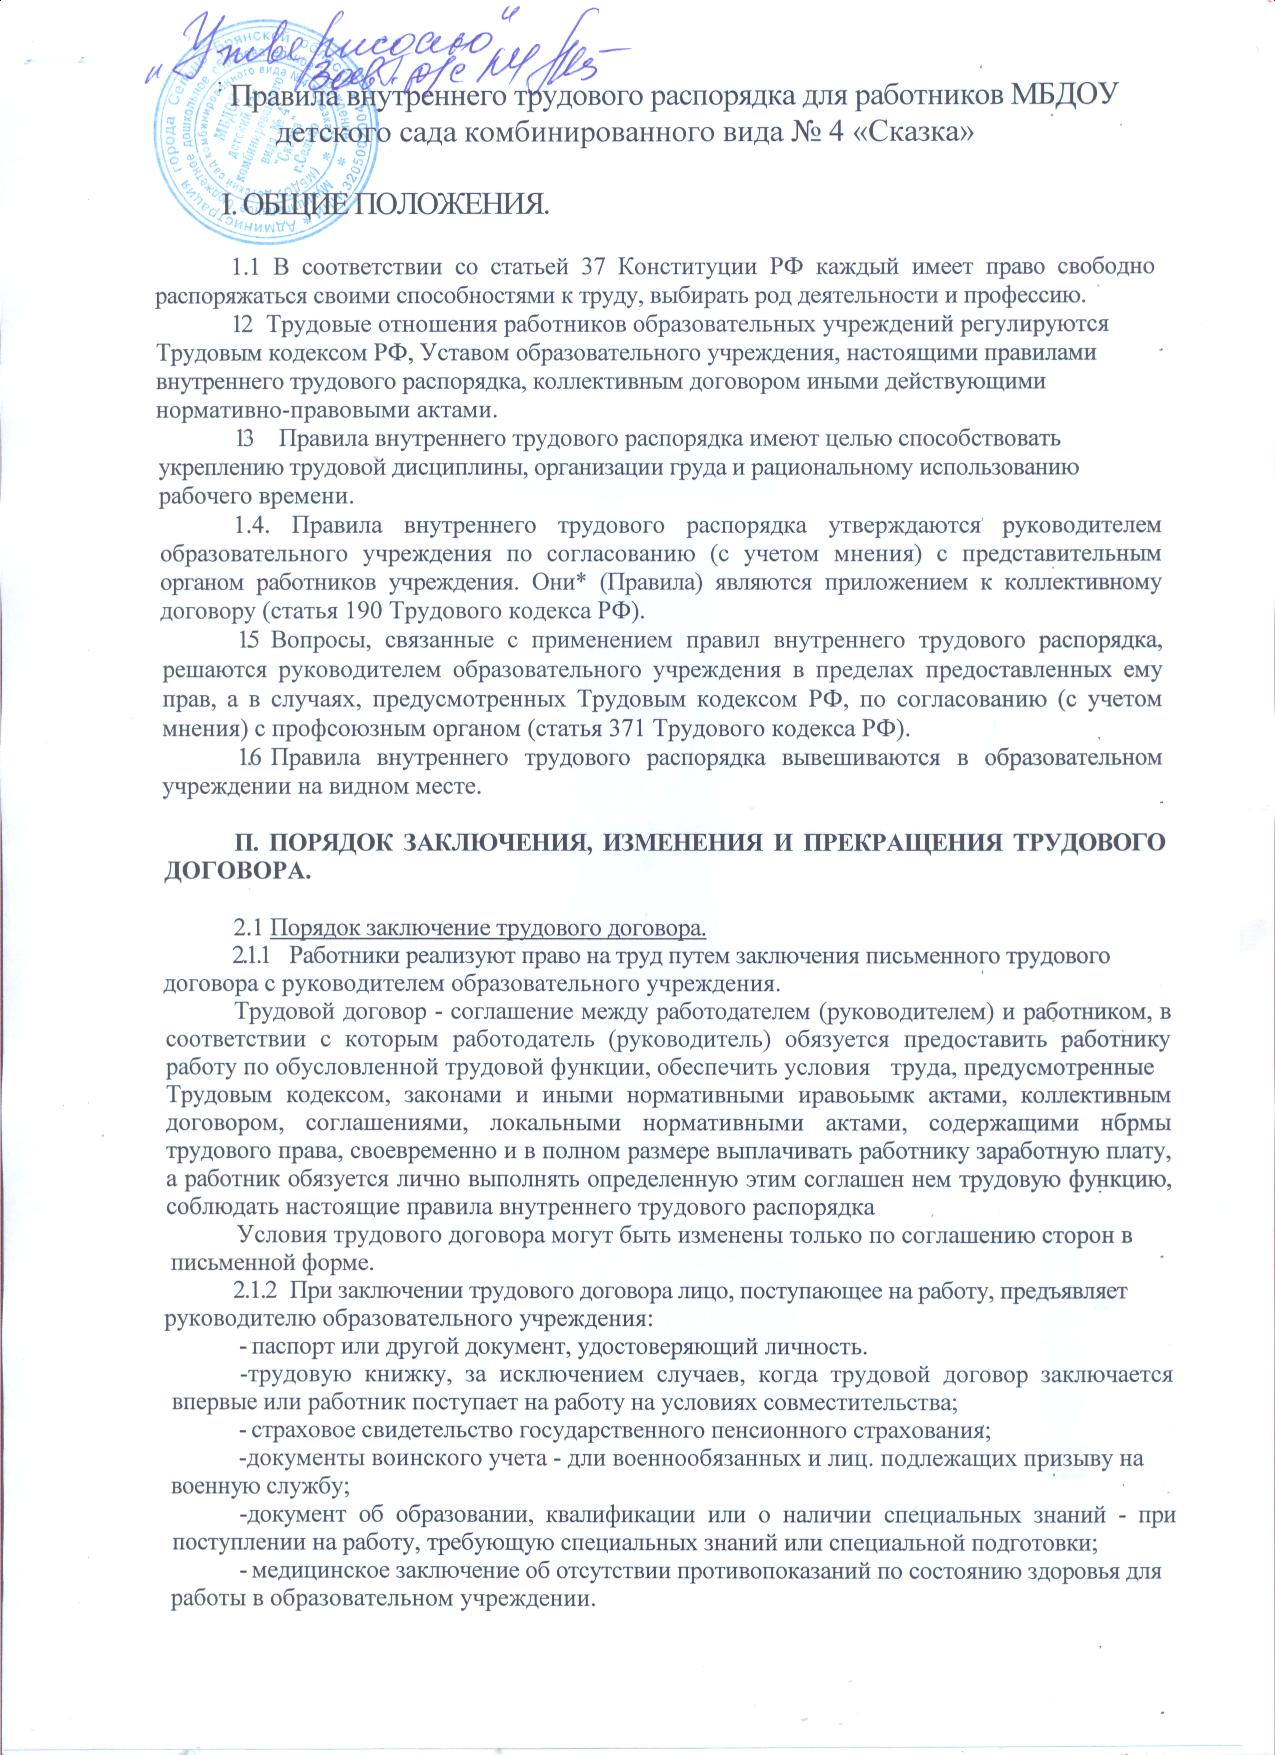 Правила внутреннего трудового распорядка для работников МБДОУ
детского сада комбинированного вида № 4 «Сказка»
I. ОБЩИЕ ПОЛОЖЕНИЯ.
1.1 В соответствии со статьей 37 Конституции РФ каждый имеет право свободно
распоряжаться своими способностями к труду, выбирать род деятельности и профессию.
12 Трудовые отношения работников образовательных учреждений регулируются
Трудовым кодексом РФ, Уставом образовательного учреждения, настоящими правилами
внутреннего трудового распорядка, коллективным договором иными действующими
нормативно-правовыми актами.
13 Правила внутреннего трудового распорядка имеют целью способствовать
укреплению трудовой дисциплины, организации груда и рациональному использованию
рабочего времени.
1.4. Правила внутреннего трудового распорядка утверждаются руководителем
образовательного учреждения по согласованию (с учетом мнения) с представительным
органом работников учреждения. Они* (Правила) являются приложением к коллективному
договору (статья 190 Трудового кодекса РФ).
15 Вопросы, связанные с применением правил внутреннего трудового распорядка,
решаются руководителем образовательного учреждения в пределах предоставленных ему
прав, а в случаях, предусмотренных Трудовым кодексом РФ, по согласованию (с учетом
мнения) с профсоюзным органом (статья 371 Трудового кодекса РФ).
1.6 Правила внутреннего трудового распорядка вывешиваются в образовательном
учреждении на видном месте.
П. ПОРЯДОК ЗАКЛЮЧЕНИЯ, ИЗМЕНЕНИЯ И ПРЕКРАЩЕНИЯ ТРУДОВОГО
ДОГОВОРА.
2.1 Порядок заключение трудового договора.
2.1.1 Работники реализуют право на труд путем заключения письменного трудового
договора с руководителем образовательного учреждения.
Трудовой договор - соглашение между работодателем (руководителем) и работником, в
соответствии с которым работодатель (руководитель) обязуется предоставить работнику
работу по обусловленной трудовой функции, обеспечить условия труда, предусмотренные
Трудовым кодексом, законами и иными нормативными иравоьымк актами, коллективным
договором, соглашениями, локальными нормативными актами, содержащими нбрмы
трудового права, своевременно и в полном размере выплачивать работнику заработную плату,
а работник обязуется лично выполнять определенную этим соглашен нем трудовую функцию,
соблюдать настоящие правила внутреннего трудового распорядка
Условия трудового договора могут быть изменены только по соглашению сторон в
письменной форме.
2.1.2 При заключении трудового договора лицо, поступающее на работу, предъявляет
руководителю образовательного учреждения:
- паспорт или другой документ, удостоверяющий личность.
-трудовую книжку, за исключением случаев, когда трудовой договор заключается
впервые или работник поступает на работу на условиях совместительства;
- страховое свидетельство государственного пенсионного страхования;
-документы воинского учета - дли военнообязанных и лиц. подлежащих призыву на
военную службу;
-документ об образовании, квалификации или о наличии специальных знаний - при
поступлении на работу, требующую специальных знаний или специальной подготовки;
- медицинское заключение об отсутствии противопоказаний по состоянию здоровья для
работы в образовательном учреждении.